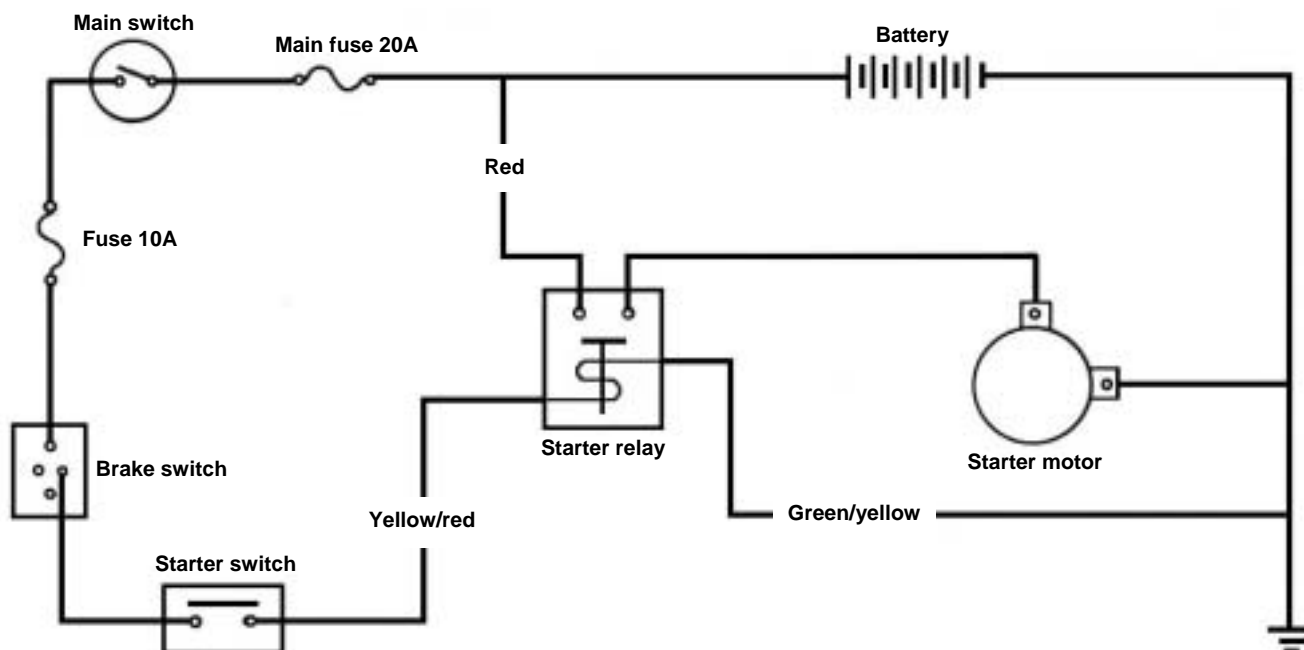 Main switch
Main fuse 20A
Battery
Red
Fuse 10A
Starter relay
Starter motor
Brake switch
Yellow/red
Green/yellow
Starter switch